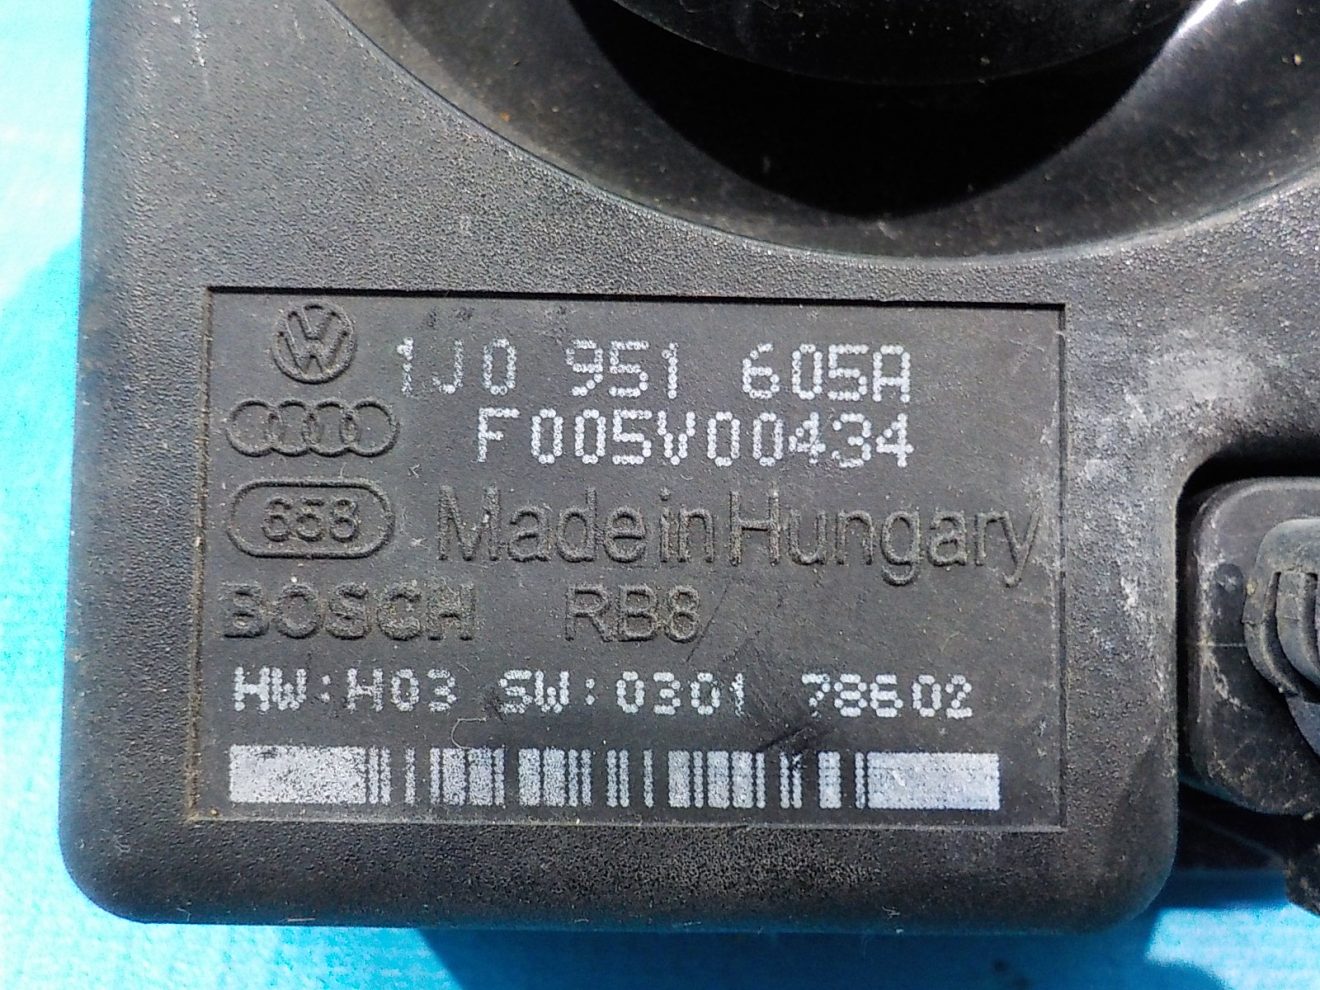 1J0 951 605A
F005V00434
658 Made in Hungary
BOSCH RB8
HW:H03 SW:0301 78602